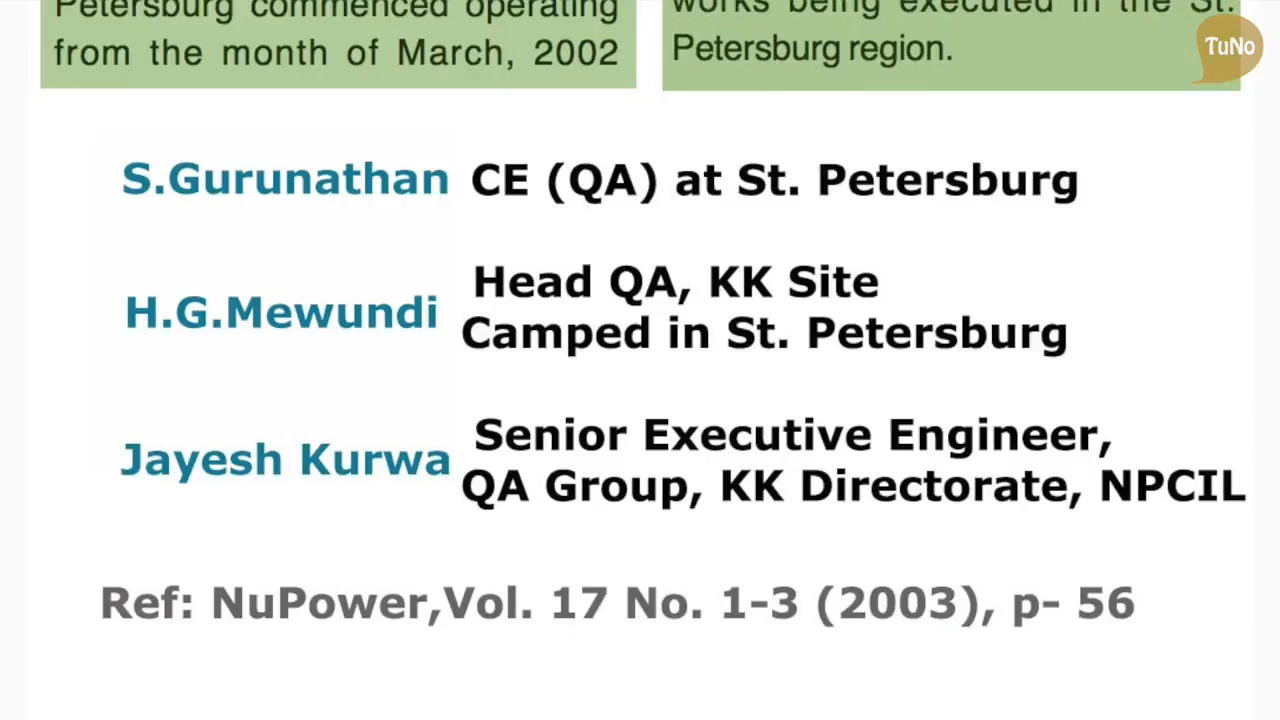 Petersburg commenced operating
from the month of March, 2002
works being executed in the St.
Petersburg region.
TuNo
S.Gurunathan CE (QA) at St. Petersburg
H.G.Mewundi Head QA, KK Site
Camped in St. Petersburg
Jayesh Kurwa Senior Executive Engineer,
QA Group, KK Directorate, NPCIL
Ref: NuPower,Vol. 17 No. 1-3 (2003), p- 56